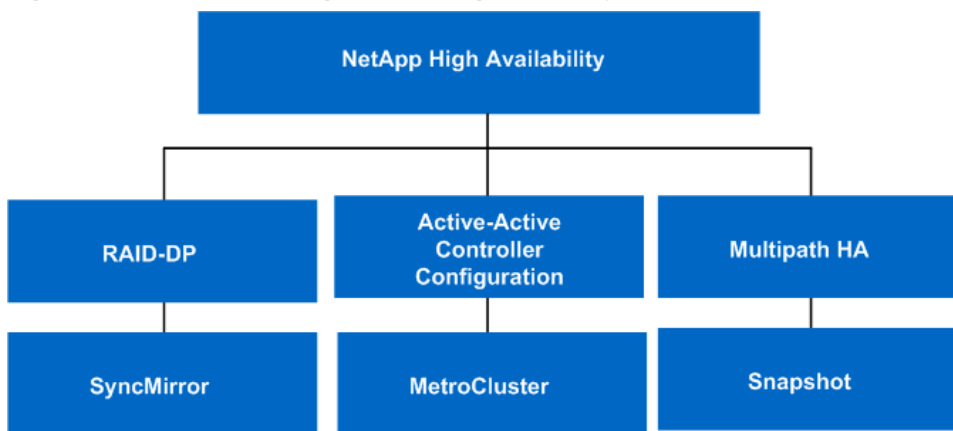 NetApp High Availability
RAID-DP
Active-Active
Controller
Configuration
Multipath HA
SyncMirror
MetroCluster
Snapshot